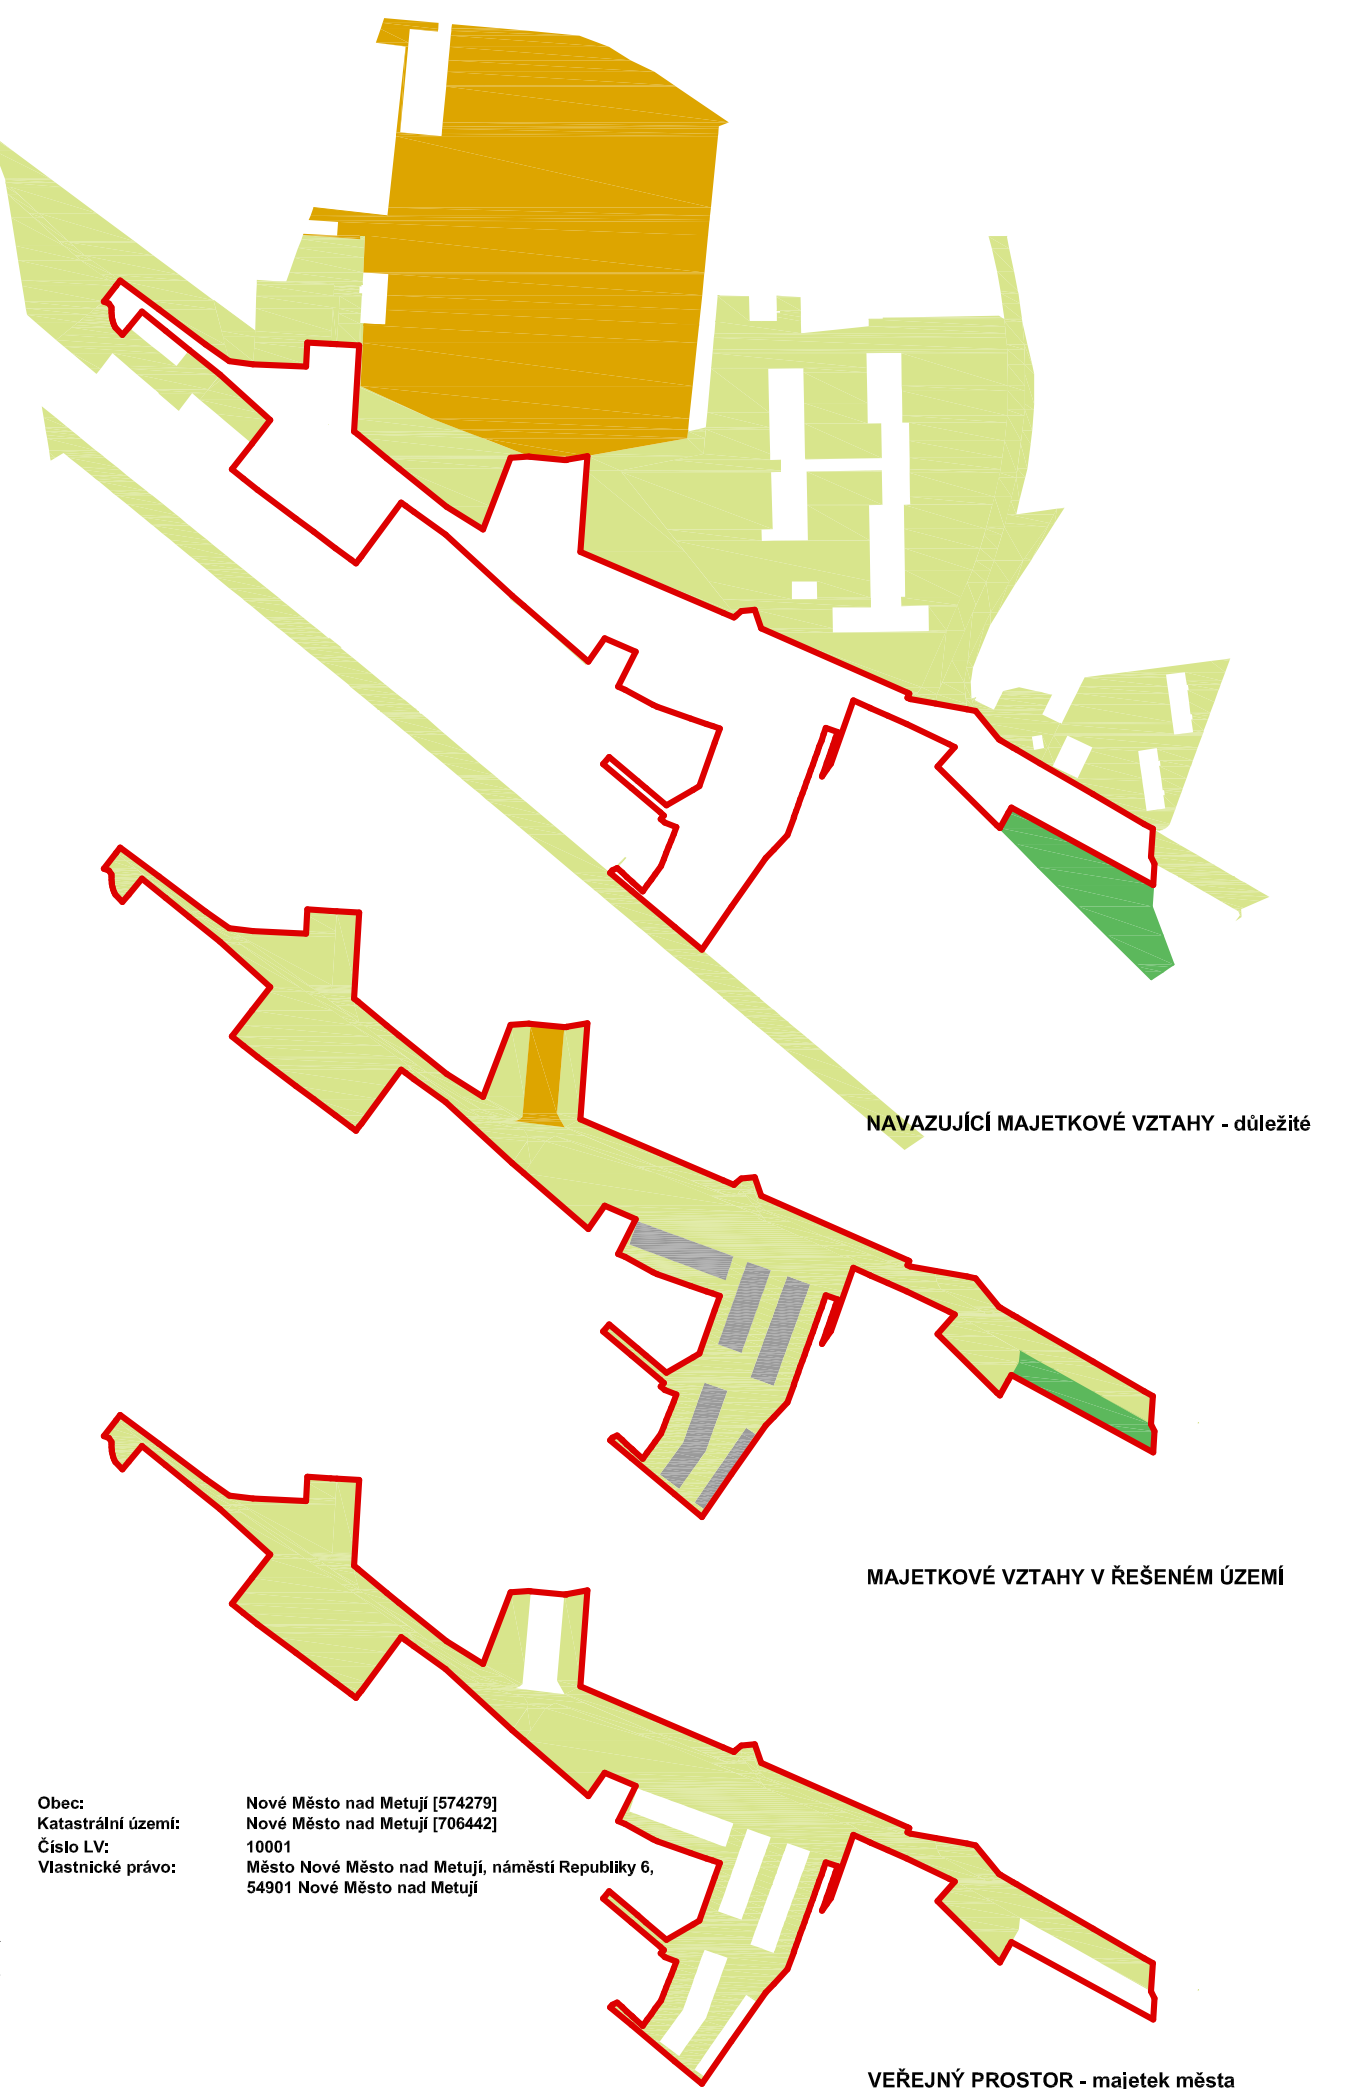 NAVAZUJÍCÍ MAJETKOVÉ VZTAHY - důležité
MAJETKOVÉ VZTAHY V ŘEŠENÉM ÚZEMÍ
Obec: Nové Město nad Metují [574279]
Katastrální území: Nové Město nad Metují [706442]
Číslo LV: 10001
Vlastnické právo: Město Nové Město nad Metují, náměstí Republiky 6,
54901 Nové Město nad Metují
VEŘEJNÝ PROSTOR - majetek města